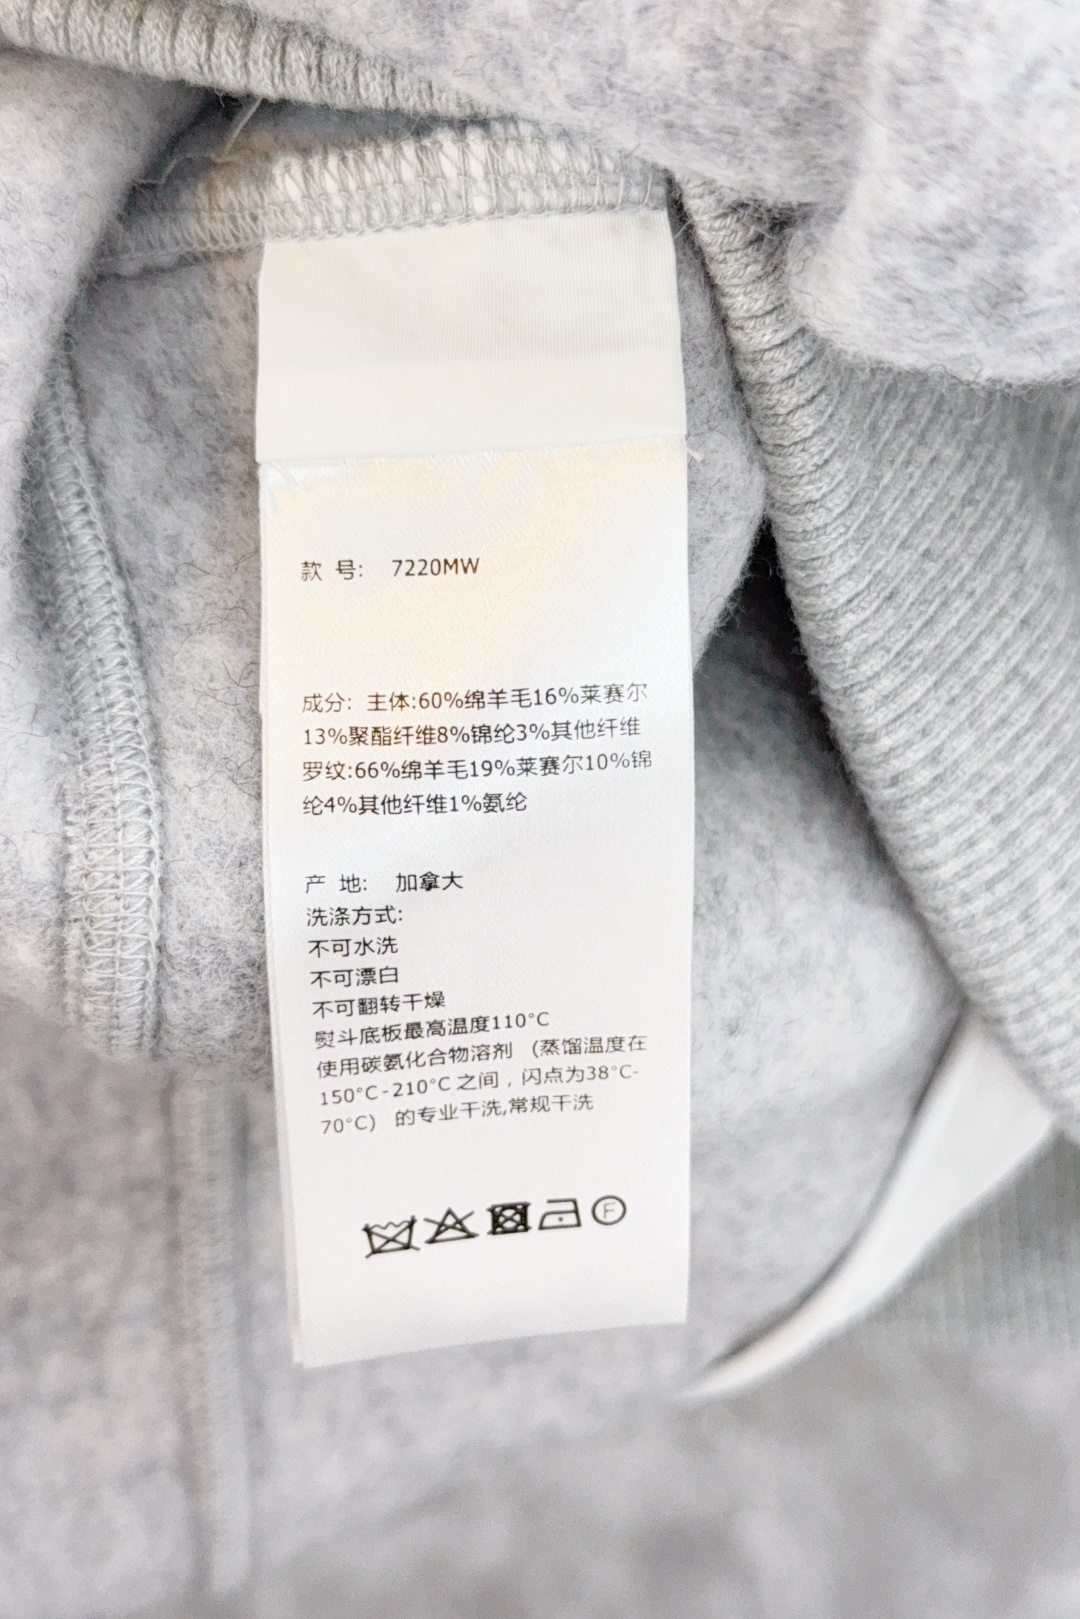 款 号: 7220MW
成分: 主体:60%绵羊毛16%莱赛尔
13%聚酯纤维8%锦纶3%其他纤维
罗纹:66%绵羊毛19%莱赛尔10%锦
纶4%其他纤维1%氨纶
产 地: 加拿大
洗涤方式:
不可水洗
不可漂白
不可翻转干燥
熨斗底板最高温度110°C
使用碳氨化合物溶剂 (蒸馏温度在
150°C-210°C之间，闪点为38°C-
70°C) 的专业干洗,常规干洗
F